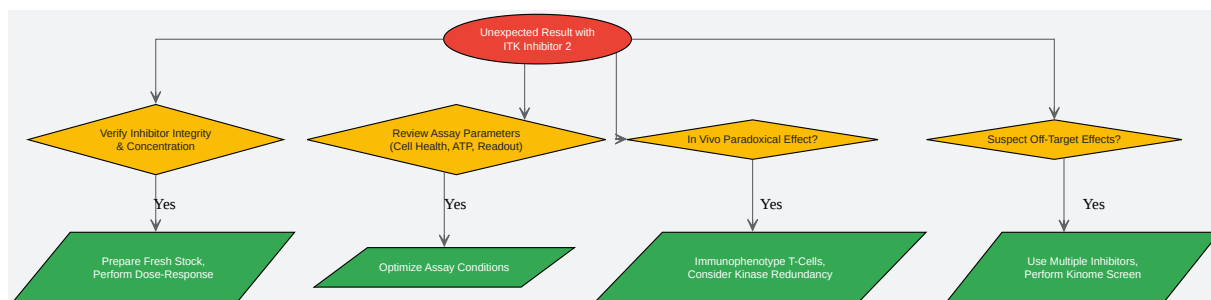 Unexpected Result with
ITK Inhibitor 2
Verify Inhibitor Integrity
& Concentration
Review Assay Parameters
(Cell Health, ATP, Readout)
In Vivo Paradoxical Effect?
Suspect Off-Target Effects?
Yes
Yes
Yes
Yes
Prepare Fresh Stock,
Perform Dose-Response
Optimize Assay Conditions
Immunophenotype T-Cells,
Consider Kinase Redundancy
Use Multiple Inhibitors,
Perform Kinome Screen